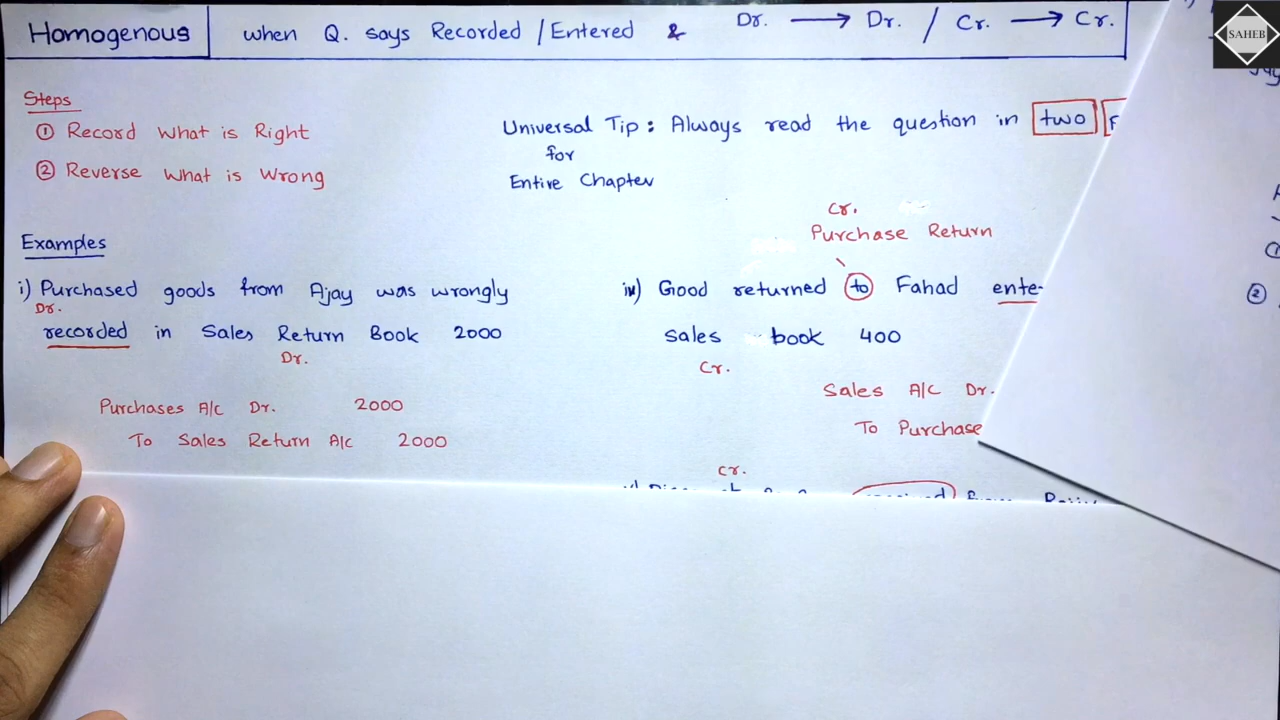 Homogenous when Q. says Recorded / Entered & Dr. → Dr. / Cr. → Cr.
SAHEB
Steps
① Record What is Right
② Reverse What is Wrong
Universal Tip: Always read the question in two
for
Entire Chapter
Examples
i) Purchased goods from Ajay was wrongly
Dr.
recorded in Sales Return Book 2000
Dr.
Purchases A/c Dr. 2000
To Sales Return A/c 2000
Cr.
Purchase Return
iv) Good returned to Fahad ente
Sales book 400
Cr.
Sales A/c Dr.
To Purchase
Cr.
②